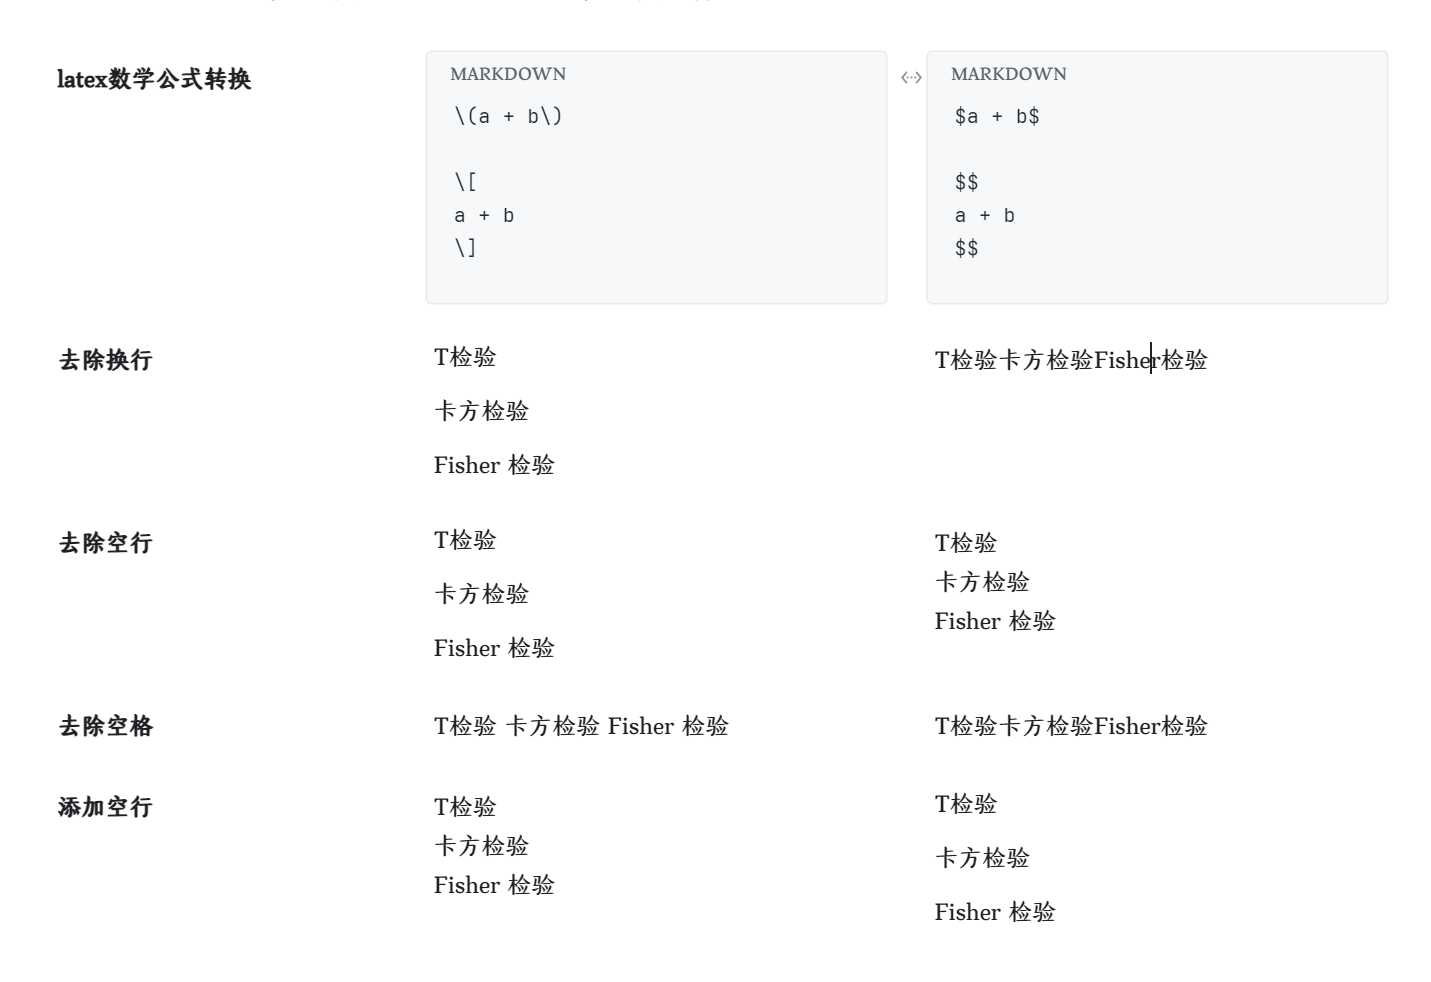 latex数学公式转换
MARKDOWN
\(a + b\)
\[
a + b
\]
MARKDOWN
$a + b$
$$
a + b
$$
去除换行
T检验
卡方检验
Fisher 检验
T检验卡方检验Fisher检验
去除空行
T检验
卡方检验
Fisher 检验
T检验
卡方检验
Fisher 检验
去除空格
T检验 卡方检验 Fisher 检验
T检验卡方检验Fisher检验
添加空行
T检验
卡方检验
Fisher 检验
T检验
卡方检验
Fisher 检验